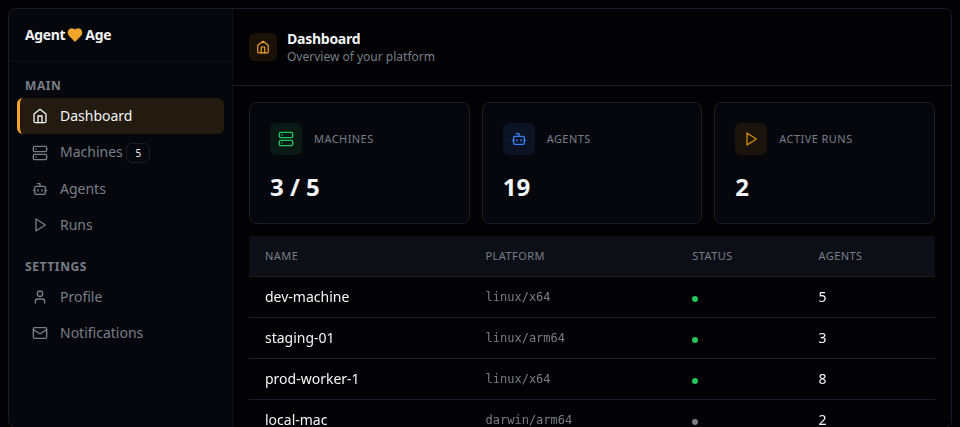 Agent Age
MAIN
Dashboard
Machines 5
Agents
Runs
SETTINGS
Profile
Notifications
Dashboard
Overview of your platform
MACHINES
3 / 5
AGENTS
19
ACTIVE RUNS
2
NAME PLATFORM STATUS AGENTS
dev-machine linux/x64 5
staging-01 linux/arm64 3
prod-worker-1 linux/x64 8
local-mac darwin/arm64 2